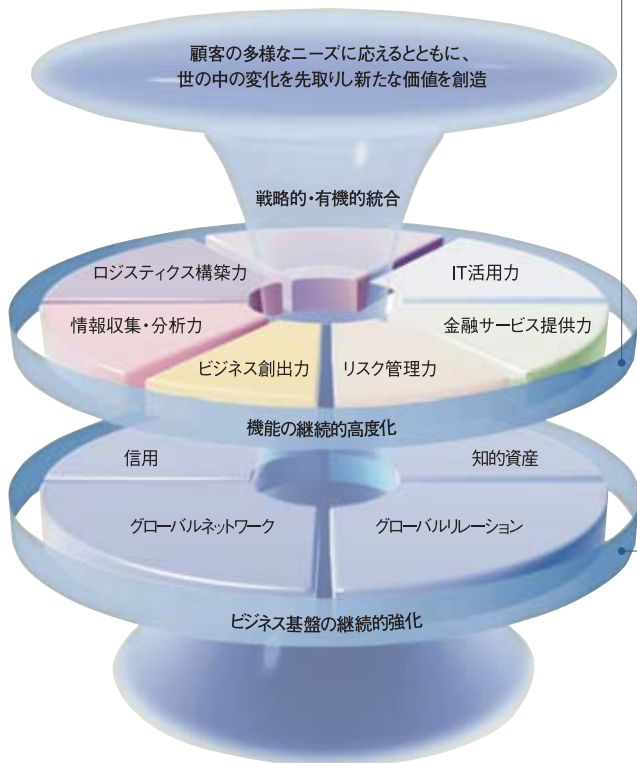 顧客の多様なニーズに応えるとともに、
世の中の変化を先取りし新たな価値を創造
戦略的・有機的統合
ロジスティクス構築力
IT活用力
情報収集・分析力
金融サービス提供力
ビジネス創出力
リスク管理力
機能の継続的高度化
信用
知的資産
グローバルネットワーク
グローバルリレーション
ビジネス基盤の継続的強化